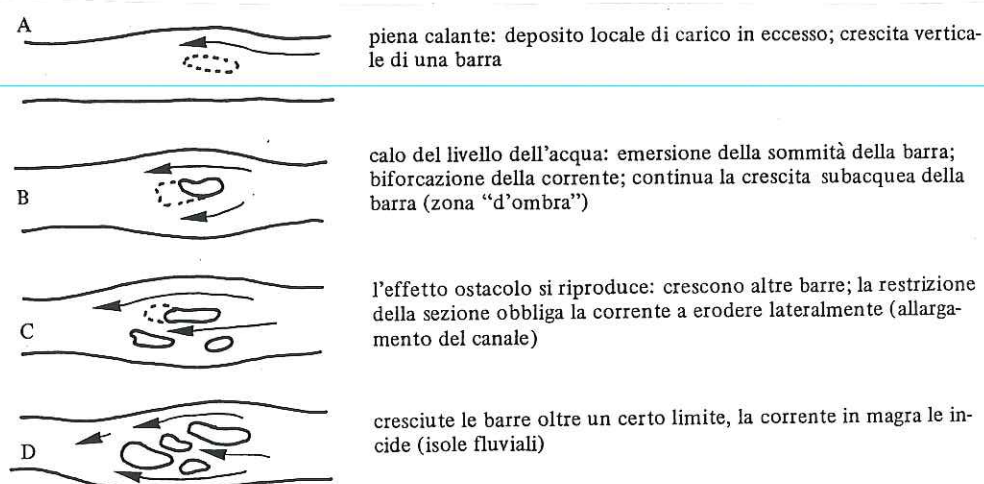 A
piena calante: deposito locale di carico in eccesso; crescita vertica-
le di una barra
B
calo del livello dell'acqua: emersione della sommità della barra;
biforcazione della corrente; continua la crescita subacquea della
barra (zona “d'ombra”)
C
l'effetto ostacolo si riproduce: crescono altre barre; la restrizione
della sezione obbliga la corrente a erodere lateralmente (allarga-
mento del canale)
D
cresciute le barre oltre un certo limite, la corrente in magra le in-
cide (isole fluviali)